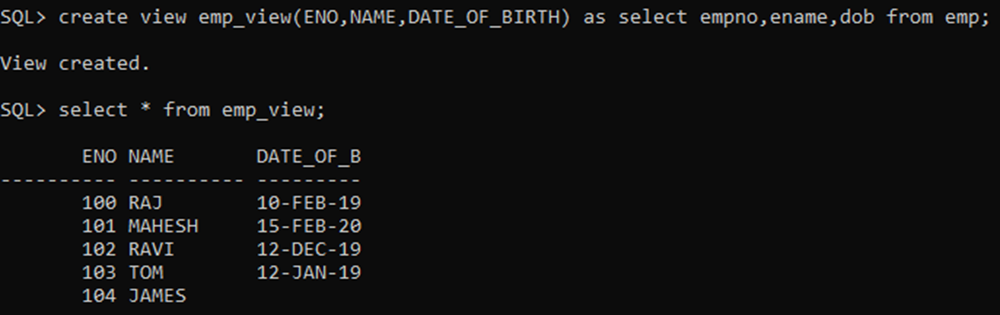 SQL> create view emp_view(ENO,NAME,DATE_OF_BIRTH) as select empno,ename,dob from emp;
View created.
SQL> select * from emp_view;
ENO NAME DATE_OF_B
---------- ---------- ---------
100 RAJ 10-FEB-19
101 MAHESH 15-FEB-20
102 RAVI 12-DEC-19
103 TOM 12-JAN-19
104 JAMES